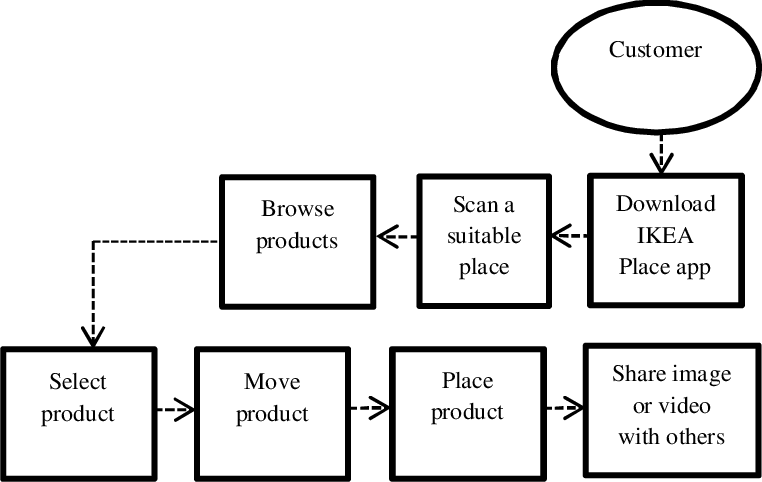 Customer
Download
IKEA
Place app
Scan a
suitable
place
Browse
products
Select
product
Move
product
Place
product
Share image
or video
with others